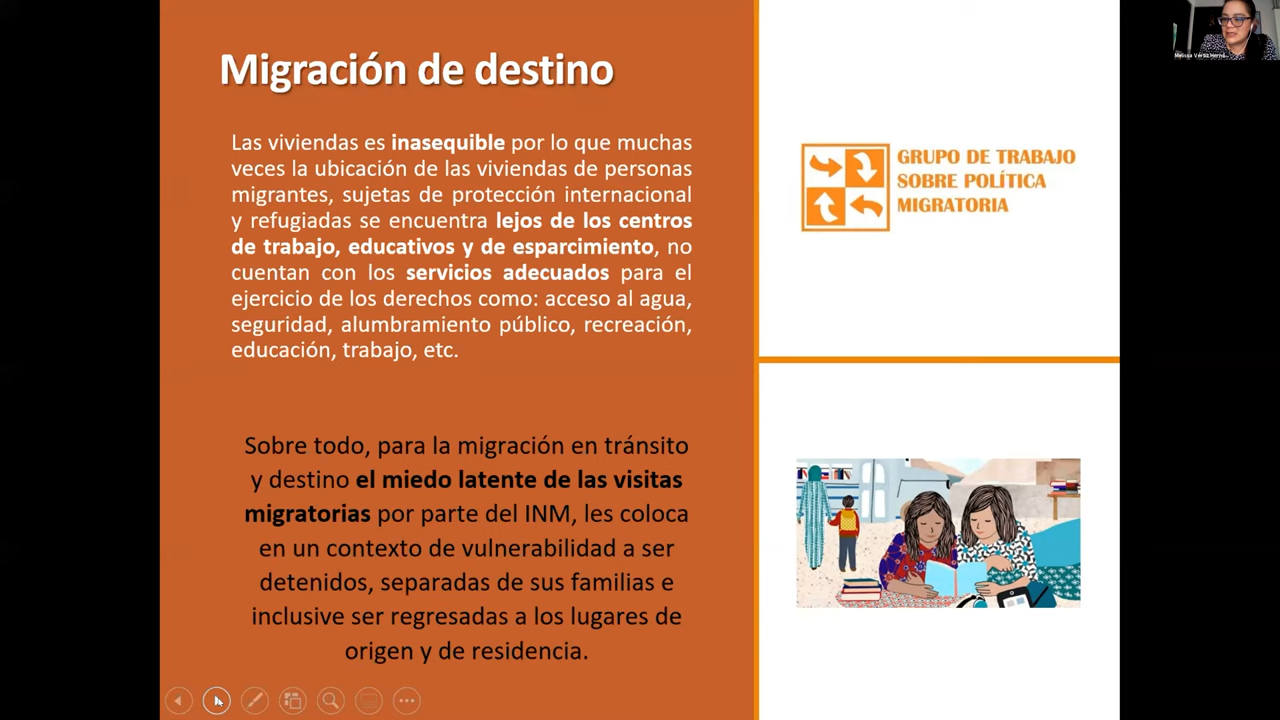 Migración de destino
Las viviendas es inasequible por lo que muchas
veces la ubicación de las viviendas de personas
migrantes, sujetas de protección internacional
y refugiadas se encuentra lejos de los centros
de trabajo, educativos y de esparcimiento, no
cuentan con los servicios adecuados para el
ejercicio de los derechos como: acceso al agua,
seguridad, alumbramiento público, recreación,
educación, trabajo, etc.
Sobre todo, para la migración en tránsito
y destino el miedo latente de las visitas
migratorias por parte del INM, les coloca
en un contexto de vulnerabilidad a ser
detenidos, separadas de sus familias e
inclusive ser regresadas a los lugares de
origen y de residencia.
GRUPO DE TRABAJO
SOBRE POLÍTICA
MIGRATORIA
Melissa